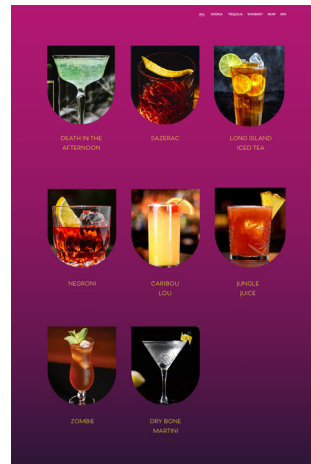 ALL VODKA TEQUILA WHISKEY RUM GIN
DEATH IN THE
AFTERNOON
SAZERAC
LONG ISLAND
ICED TEA
NEGRONI
CARIBOU
LOU
JUNGLE
JUICE
ZOMBIE
DRY BONE
MARTINI